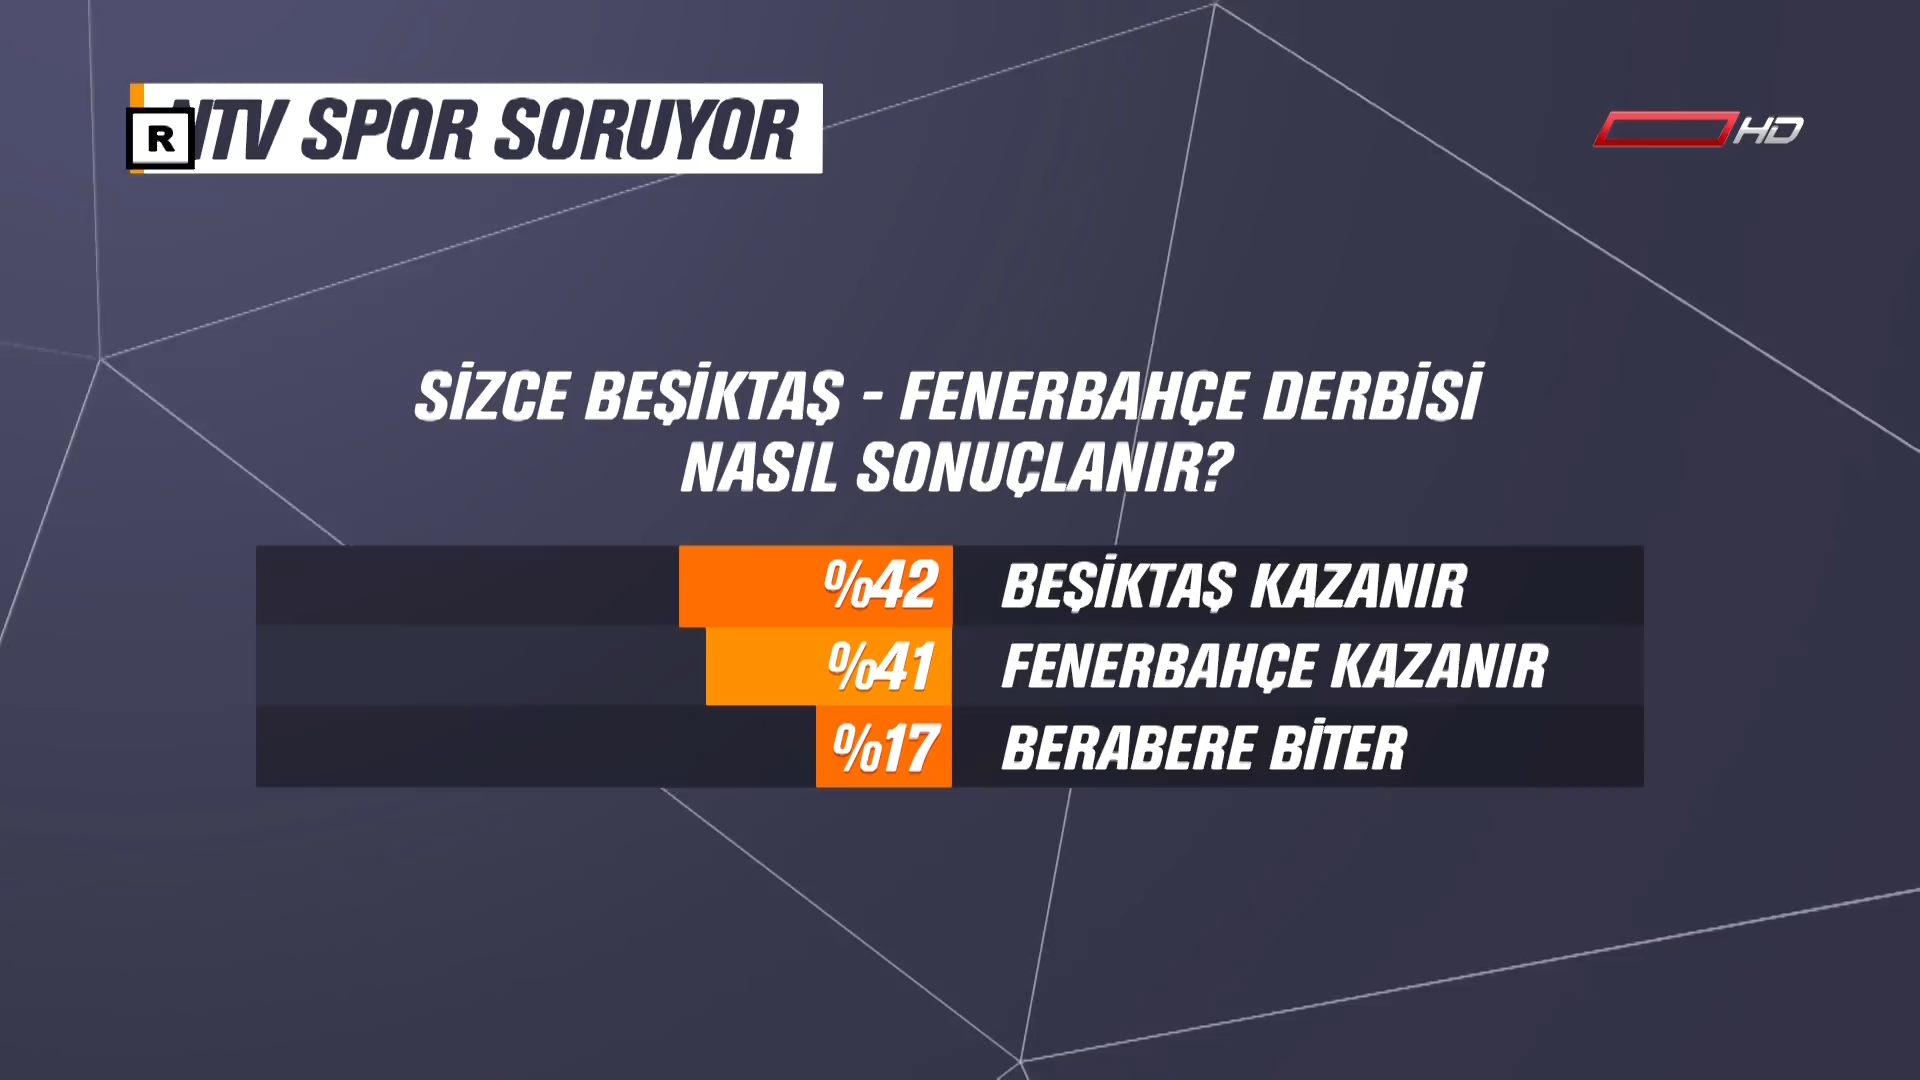 NTV SPOR SORUYOR
R
HD
SİZCE BEŞİKTAŞ - FENERBAHÇE DERBİSİ
NASIL SONUÇLANIR?
%42 BEŞİKTAŞ KAZANIR
%41 FENERBAHÇE KAZANIR
%17 BERABERE BİTER